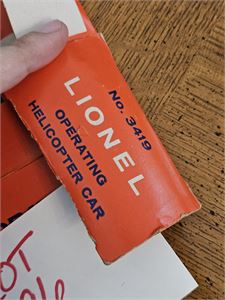 No. 3419
LIONEL
OPERATING
HELICOPTER CAR